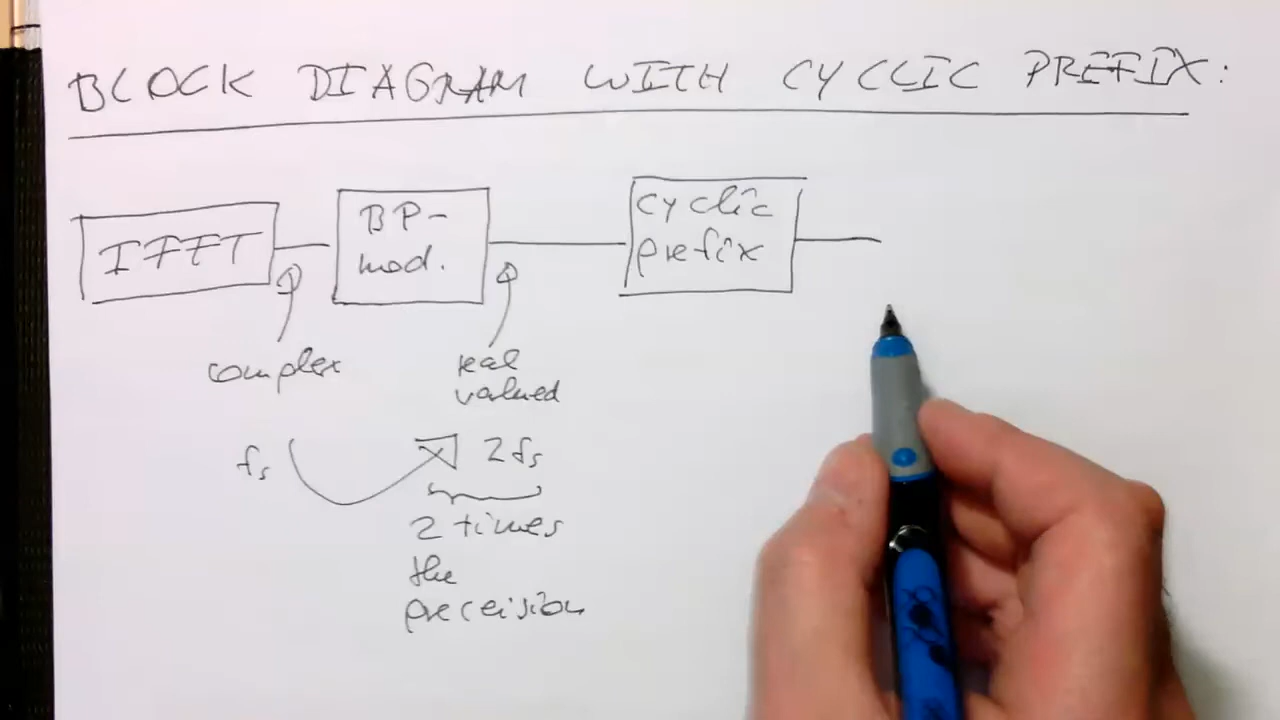 BLOCK DIAGRAM WITH CYCLIC PREFIX:
IFFT
BP-
mod.
cyclic
prefix
complex
real
valued
fs
2fs
2 times
the
precision